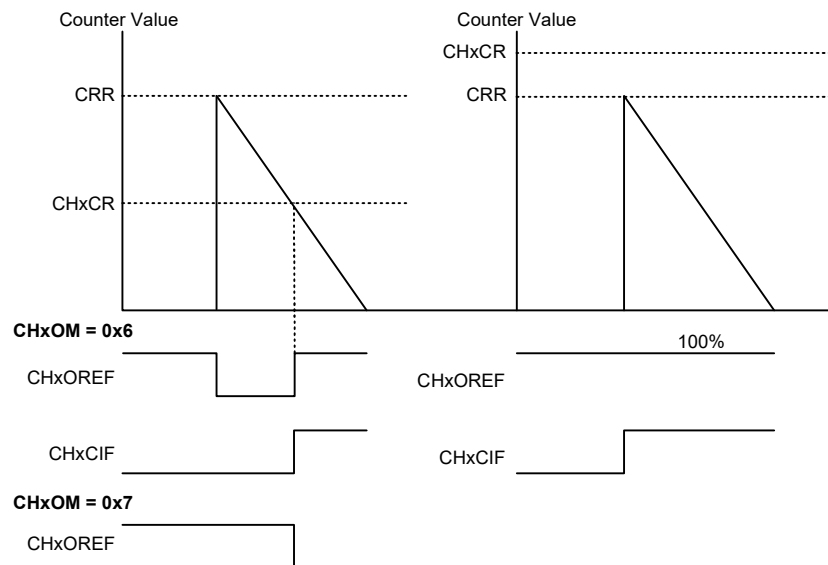 Counter Value
Counter Value
CHxCR
CRR
CRR
CHxCR
CHxOM = 0x6
100%
CHxOREF
CHxOREF
CHxCIF
CHxCIF
CHxOM = 0x7
CHxOREF